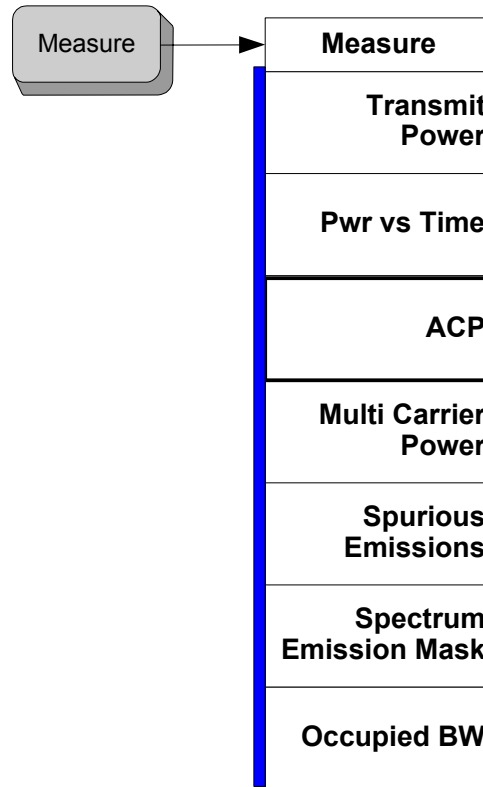 Measure
Measure
Transmit
Power
Pwr vs Time
ACP
Multi Carrier
Power
Spurious
Emissions
Spectrum
Emission Mask
Occupied BW